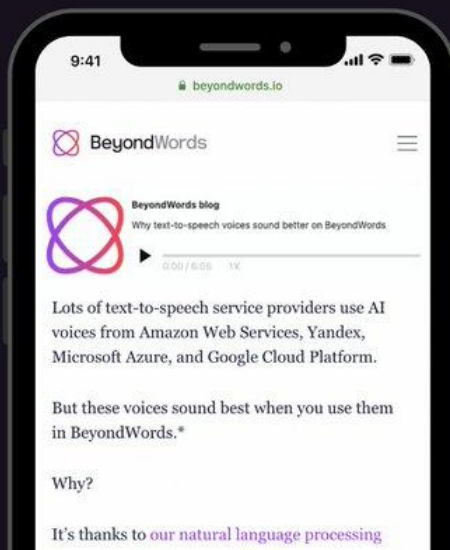 9:41
beyondwords.io
BeyondWords
BeyondWords blog
Why text-to-speech voices sound better on BeyondWords
0:00 / 6:06 1X
Lots of text-to-speech service providers use AI
voices from Amazon Web Services, Yandex,
Microsoft Azure, and Google Cloud Platform.
But these voices sound best when you use them
in BeyondWords.*
Why?
It's thanks to our natural language processing